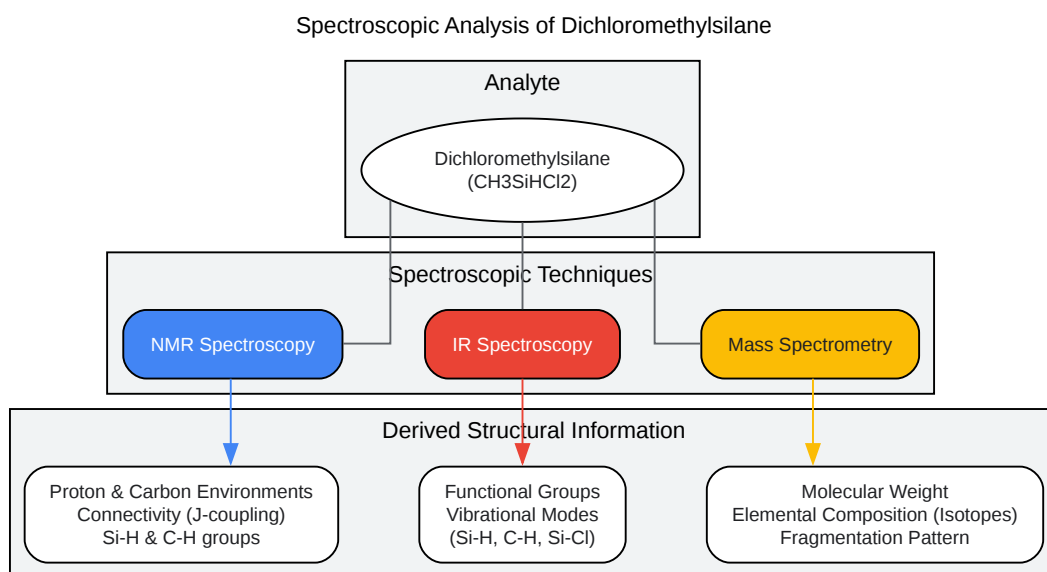 Spectroscopic Analysis of Dichloromethylsilane
Analyte
Dichloromethylsilane
(CH3SiHCl2)
Spectroscopic Techniques
NMR Spectroscopy
IR Spectroscopy
Mass Spectrometry
Derived Structural Information
Proton & Carbon Environments
Connectivity (J-coupling)
Si-H & C-H groups
Functional Groups
Vibrational Modes
(Si-H, C-H, Si-Cl)
Molecular Weight
Elemental Composition (Isotopes)
Fragmentation Pattern